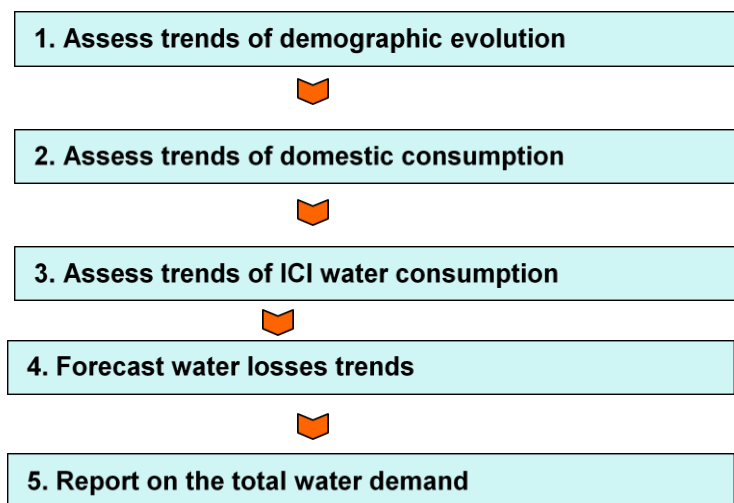 1. Assess trends of demographic evolution
2. Assess trends of domestic consumption
3. Assess trends of ICI water consumption
4. Forecast water losses trends
5. Report on the total water demand